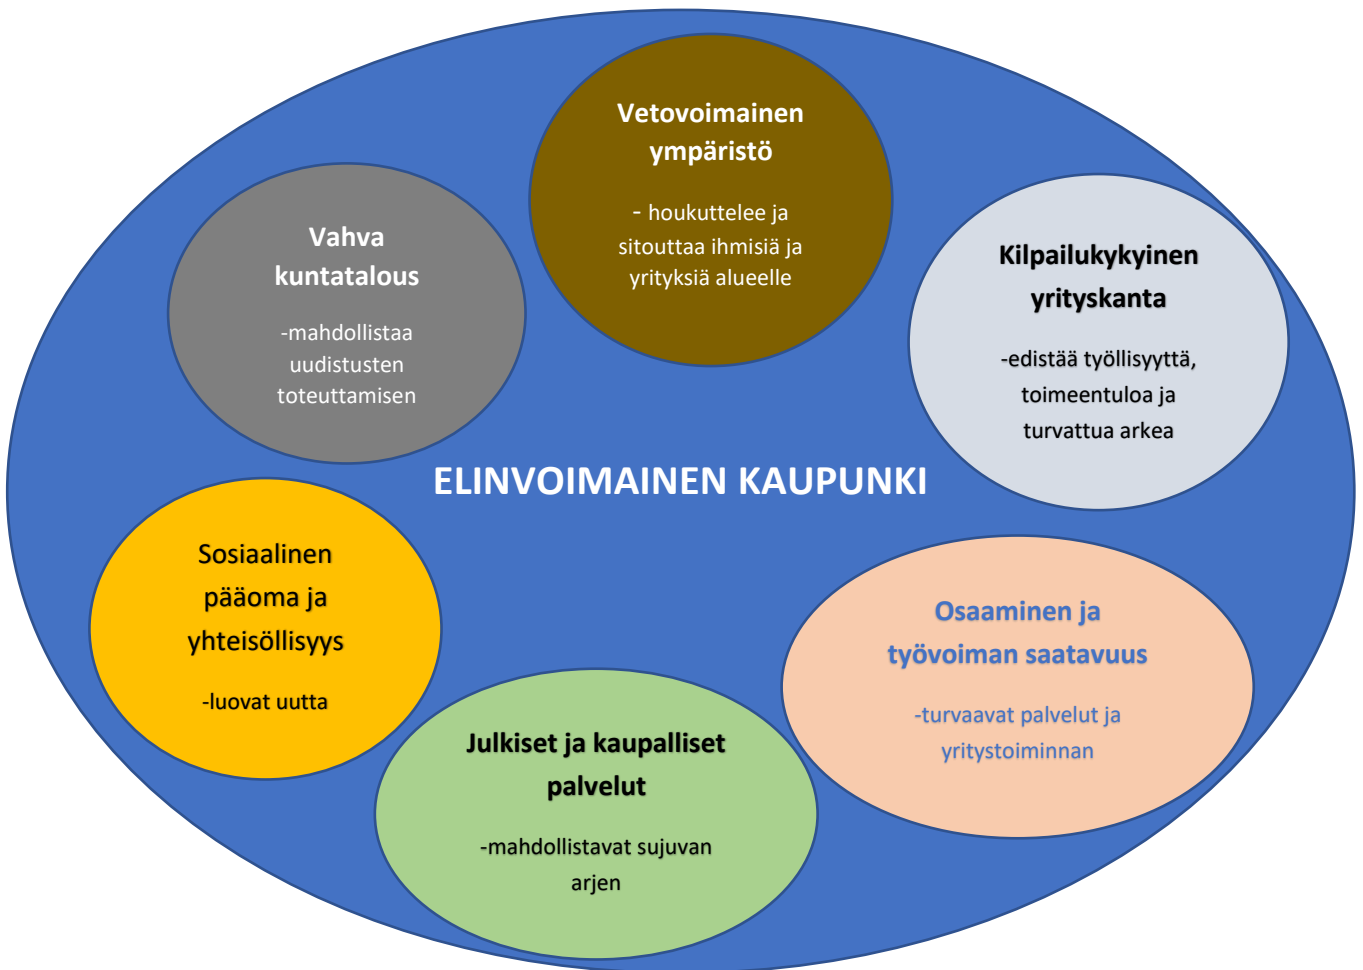 Vetovoimainen
ympäristö
- houkuttelee ja
sitouttaa ihmisiä ja
yrityksiä alueelle
Vahva
kuntatalous
-mahdollistaa
uudistusten
toteuttamisen
Kilpailukykyinen
yrityskanta
-edistää työllisyyttä,
toimeentuloa ja
turvattua arkea
ELINVOIMAINEN KAUPUNKI
Sosiaalinen
pääoma ja
yhteisöllisyys
-luovat uutta
Osaaminen ja
työvoiman saatavuus
-turvaavat palvelut ja
yritystoiminnan
Julkiset ja kaupalliset
palvelut
-mahdollistavat sujuvan
arjen